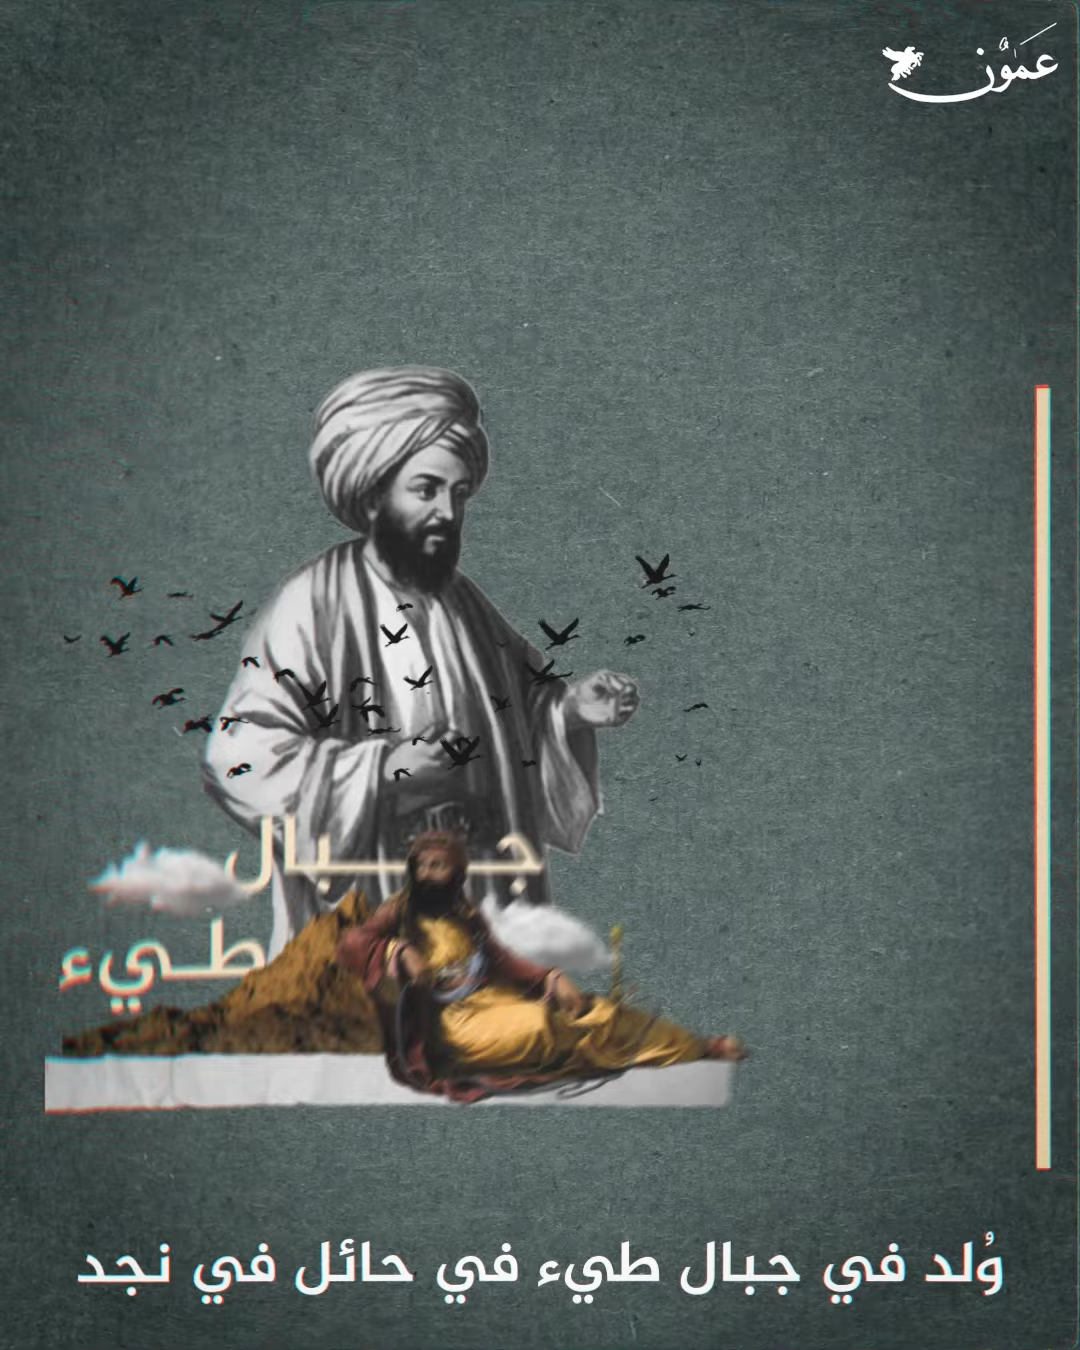 عَمُّون
جبال
طيء
وُلد في جبال طيء في حائل في نجد